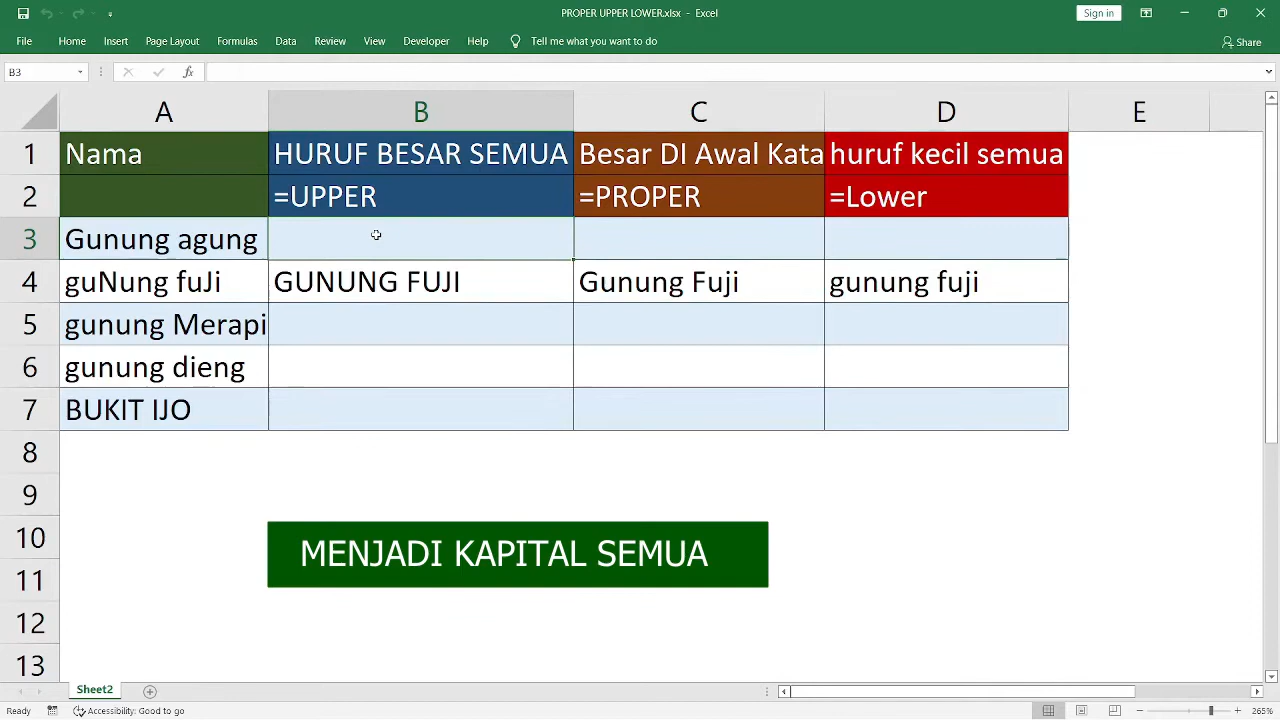 PROPER UPPER LOWER.xlsx - Excel
Sign in
File Home Insert Page Layout Formulas Data Review View Developer Help Tell me what you want to do
Share
B3 fx
A B C D E
1 Nama HURUF BESAR SEMUA Besar DI Awal Kata huruf kecil semua
2 =UPPER =PROPER =Lower
3 Gunung agung
4 guNung fuJi GUNUNG FUJI Gunung Fuji gunung fuji
5 gunung Merapi
6 gunung dieng
7 BUKIT IJO
8
9
10
11
12
13
MENJADI KAPITAL SEMUA
Sheet2
Ready Accessibility: Good to go 265%